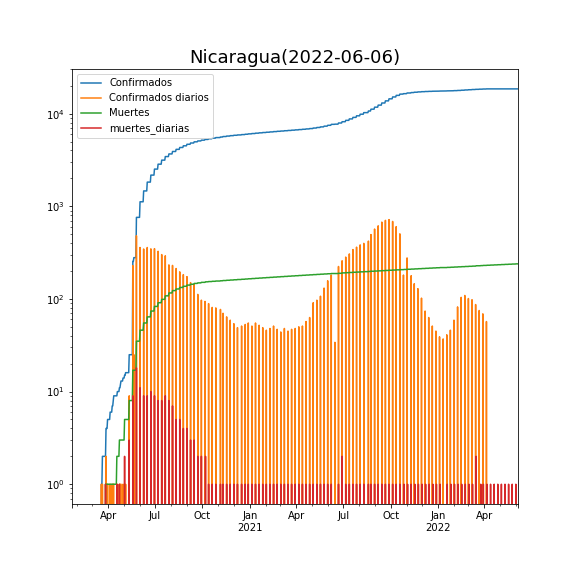 Nicaragua(2022-06-06)
Confirmados
Confirmados diarios
Muertes
muertes_diarias
10^4
10^3
10^2
10^1
10^0
Apr Jul Oct Jan Apr Jul Oct Jan Apr
2021 2022